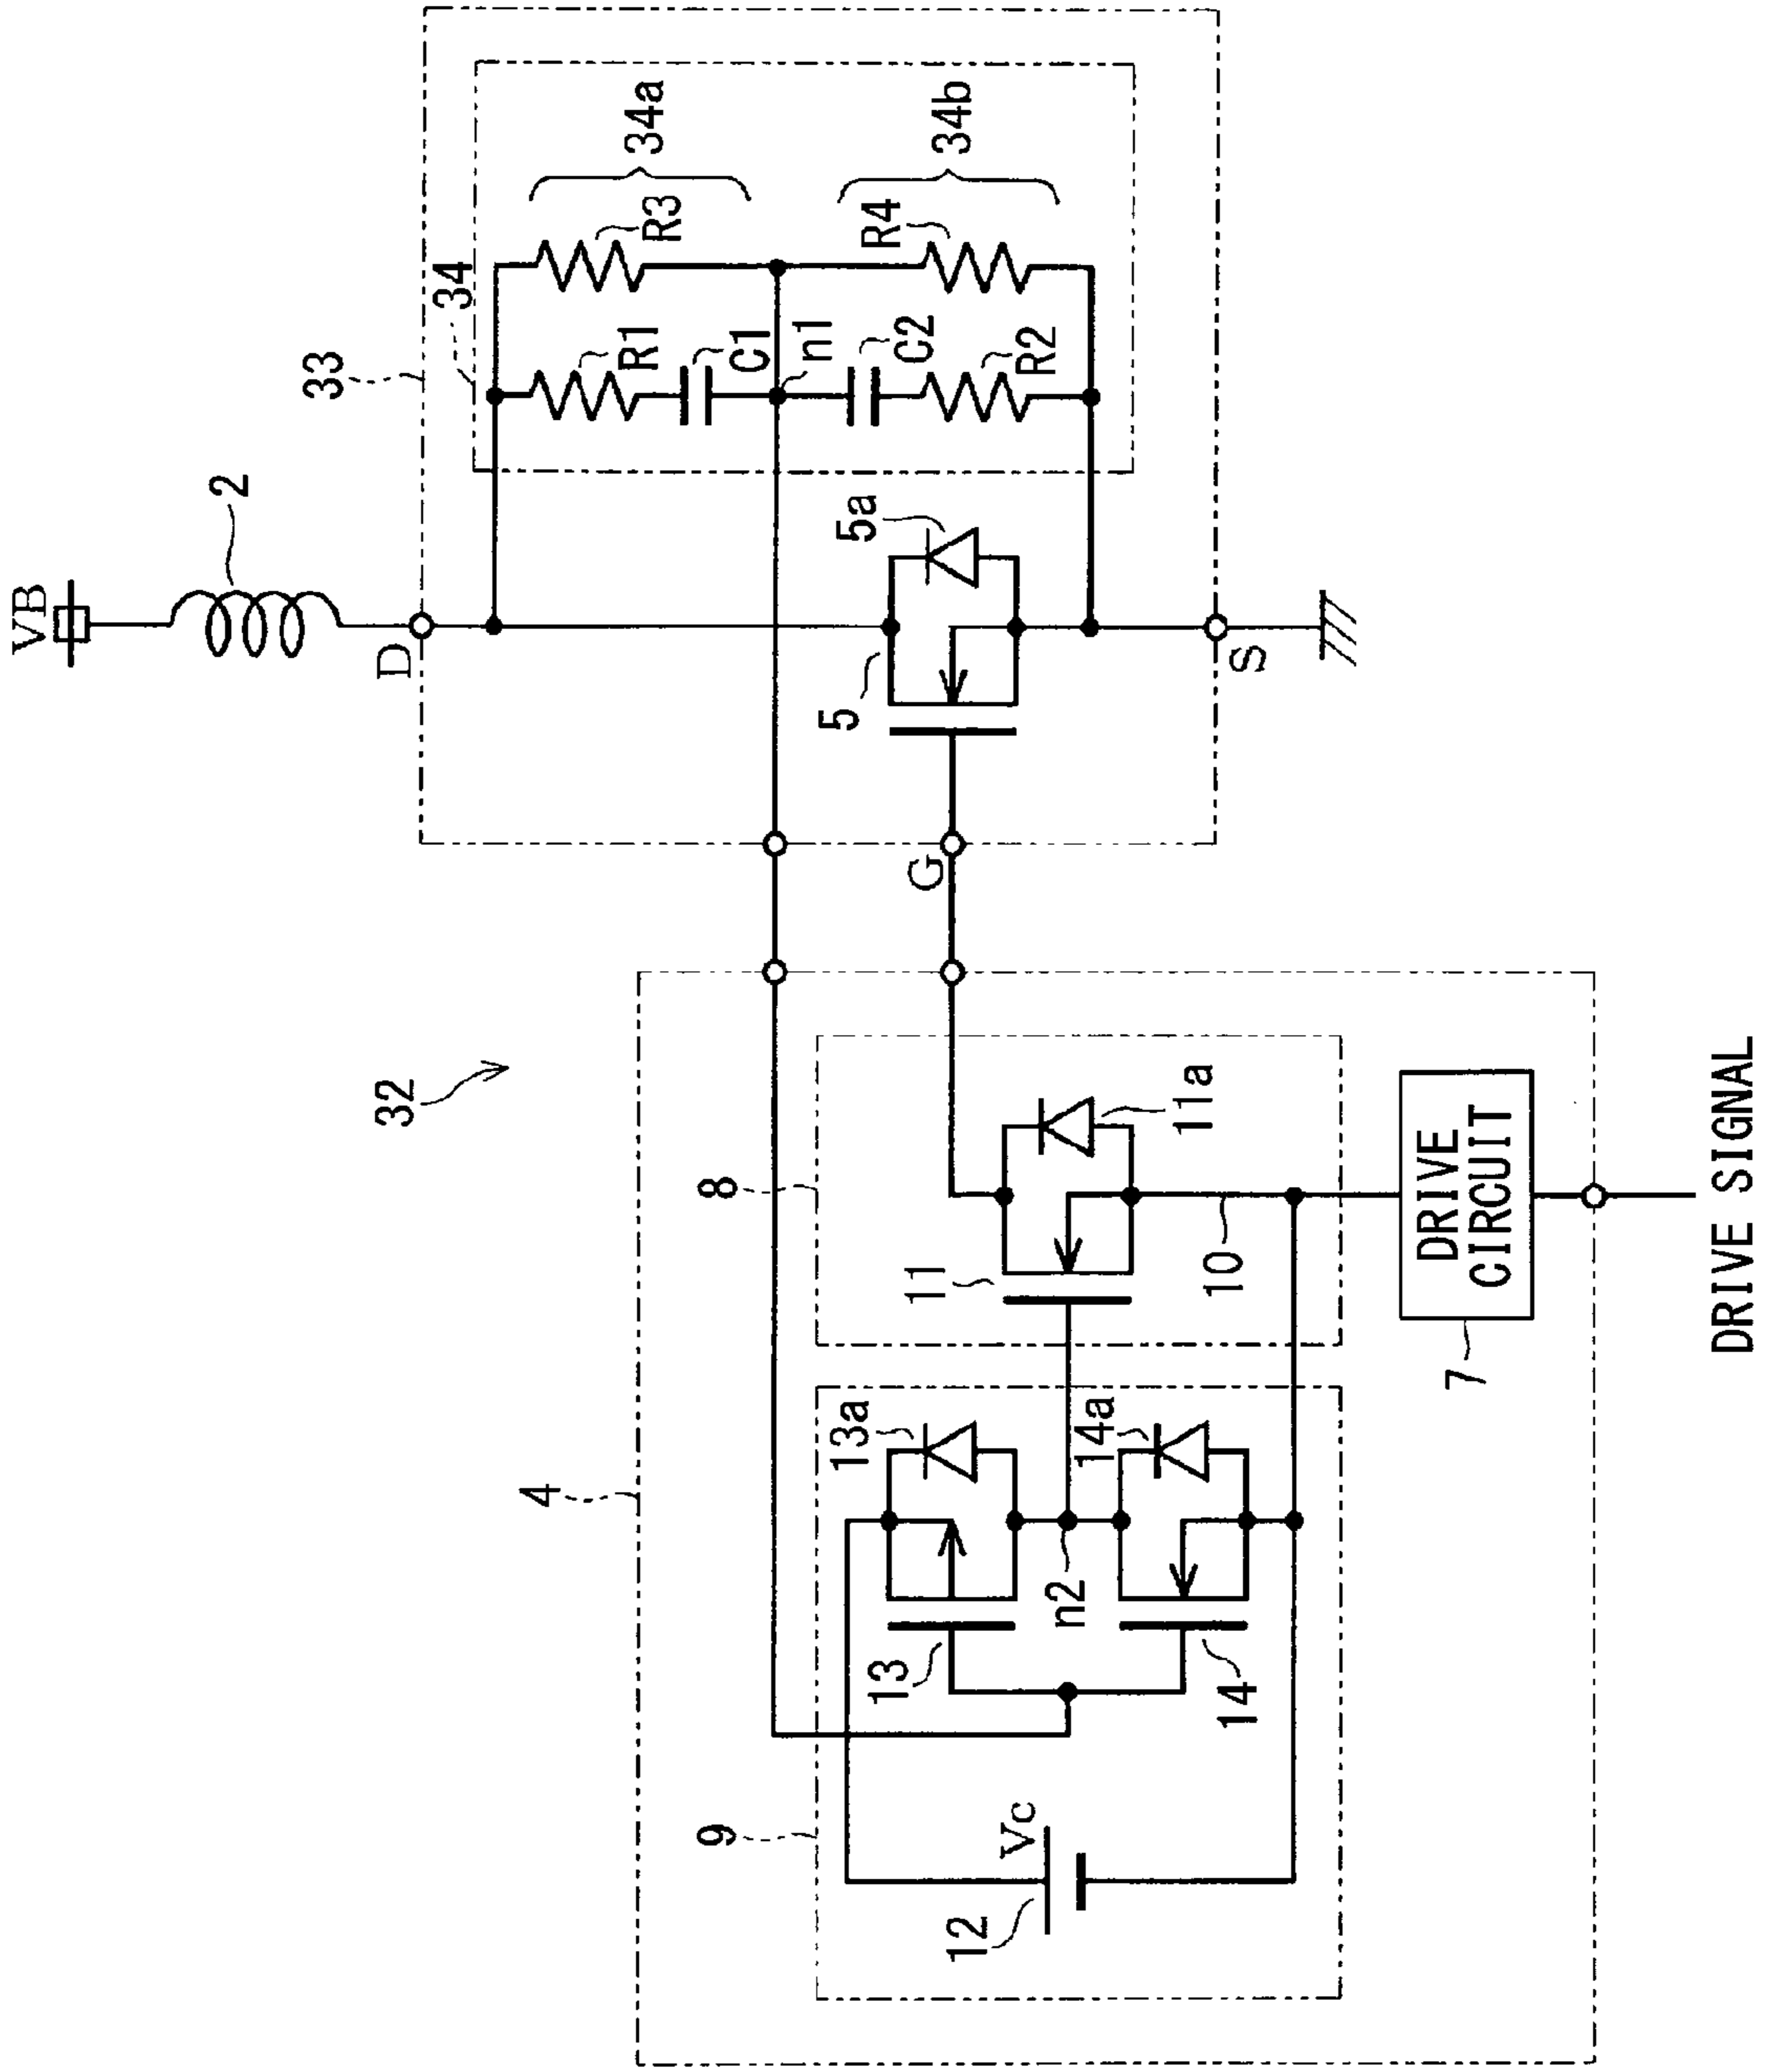 VB
2
D
33
34
34a
34b
R3
R4
R1
C1
n1
C2
R2
5a
5
S
G
32
4
8
11a
11
10
DRIVE
CIRCUIT
7
DRIVE SIGNAL
9
13a
14a
n2
13
14
Vc
12